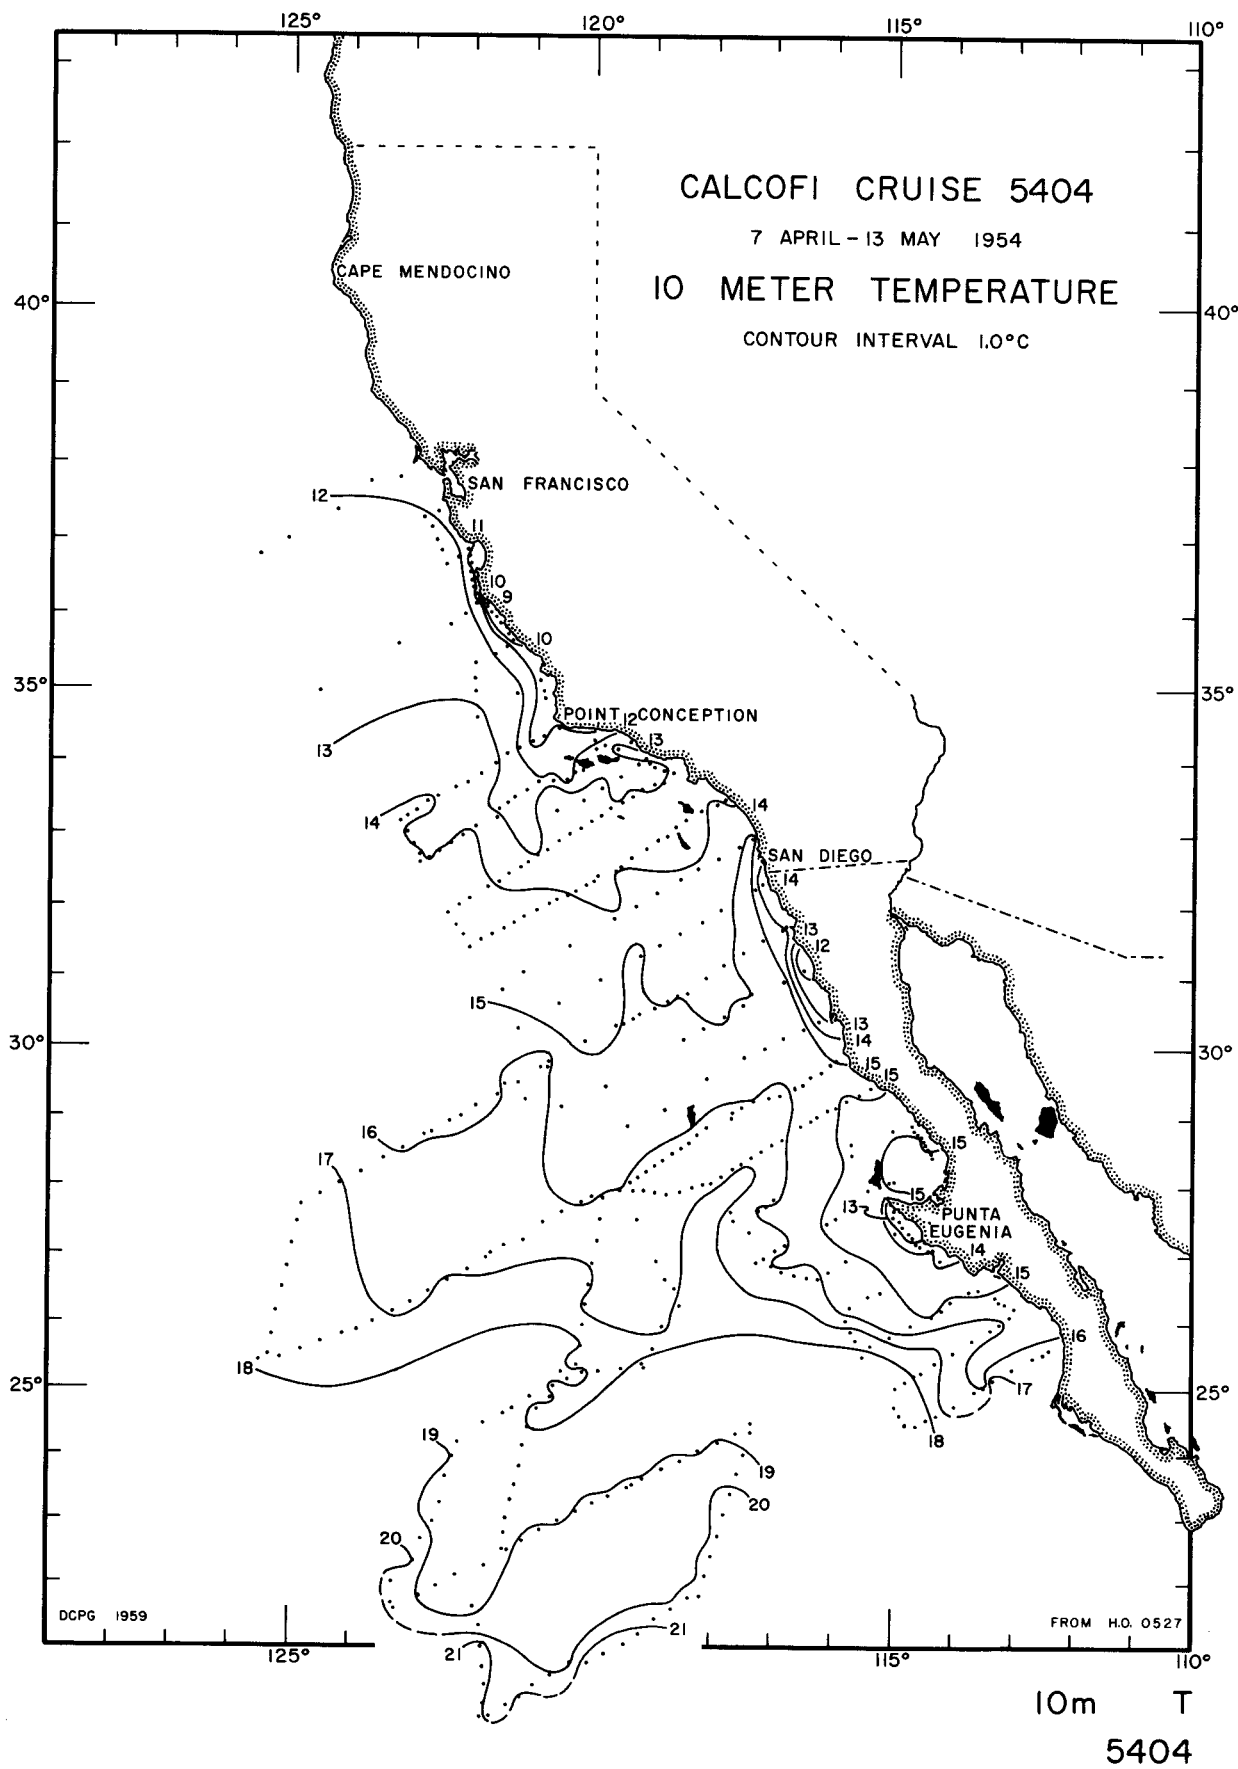 125° 120° 115° 110°
CALCOFI CRUISE 5404
7 APRIL – 13 MAY 1954
CAPE MENDOCINO
10 METER TEMPERATURE
40° 40°
CONTOUR INTERVAL 1.0°C
SAN FRANCISCO
12
11
10
9
10
35° 35°
POINT CONCEPTION
12
13 13
14 14
SAN DIEGO
14
13
12
15
13
14
30° 30°
15 15
16
15
17
15
13
PUNTA
EUGENIA
14
15
16
18
25° 17 25°
19 18
19
20
20
DCPG 1959
FROM H.O. 0527
21
21
125° 115° 110°
10m T
5404